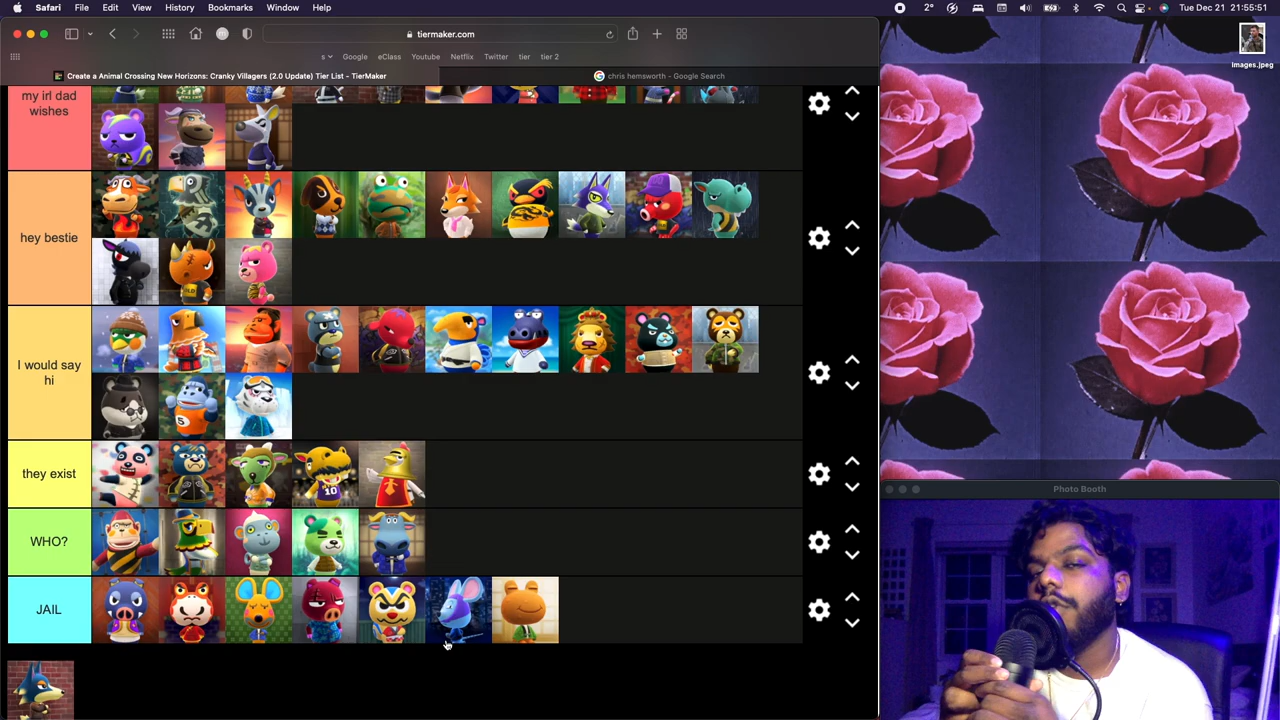 Safari File Edit View History Bookmarks Window Help
2° Tue Dec 21 21:55:51
tiermaker.com
s Google eClass Youtube Netflix Twitter tier tier 2
Create a Animal Crossing New Horizons: Cranky Villagers (2.0 Update) Tier List - TierMaker
chris hemsworth - Google Search
images.jpeg
my irl dad
wishes
hey bestie
I would say
hi
they exist
WHO?
JAIL
10
5
Photo Booth